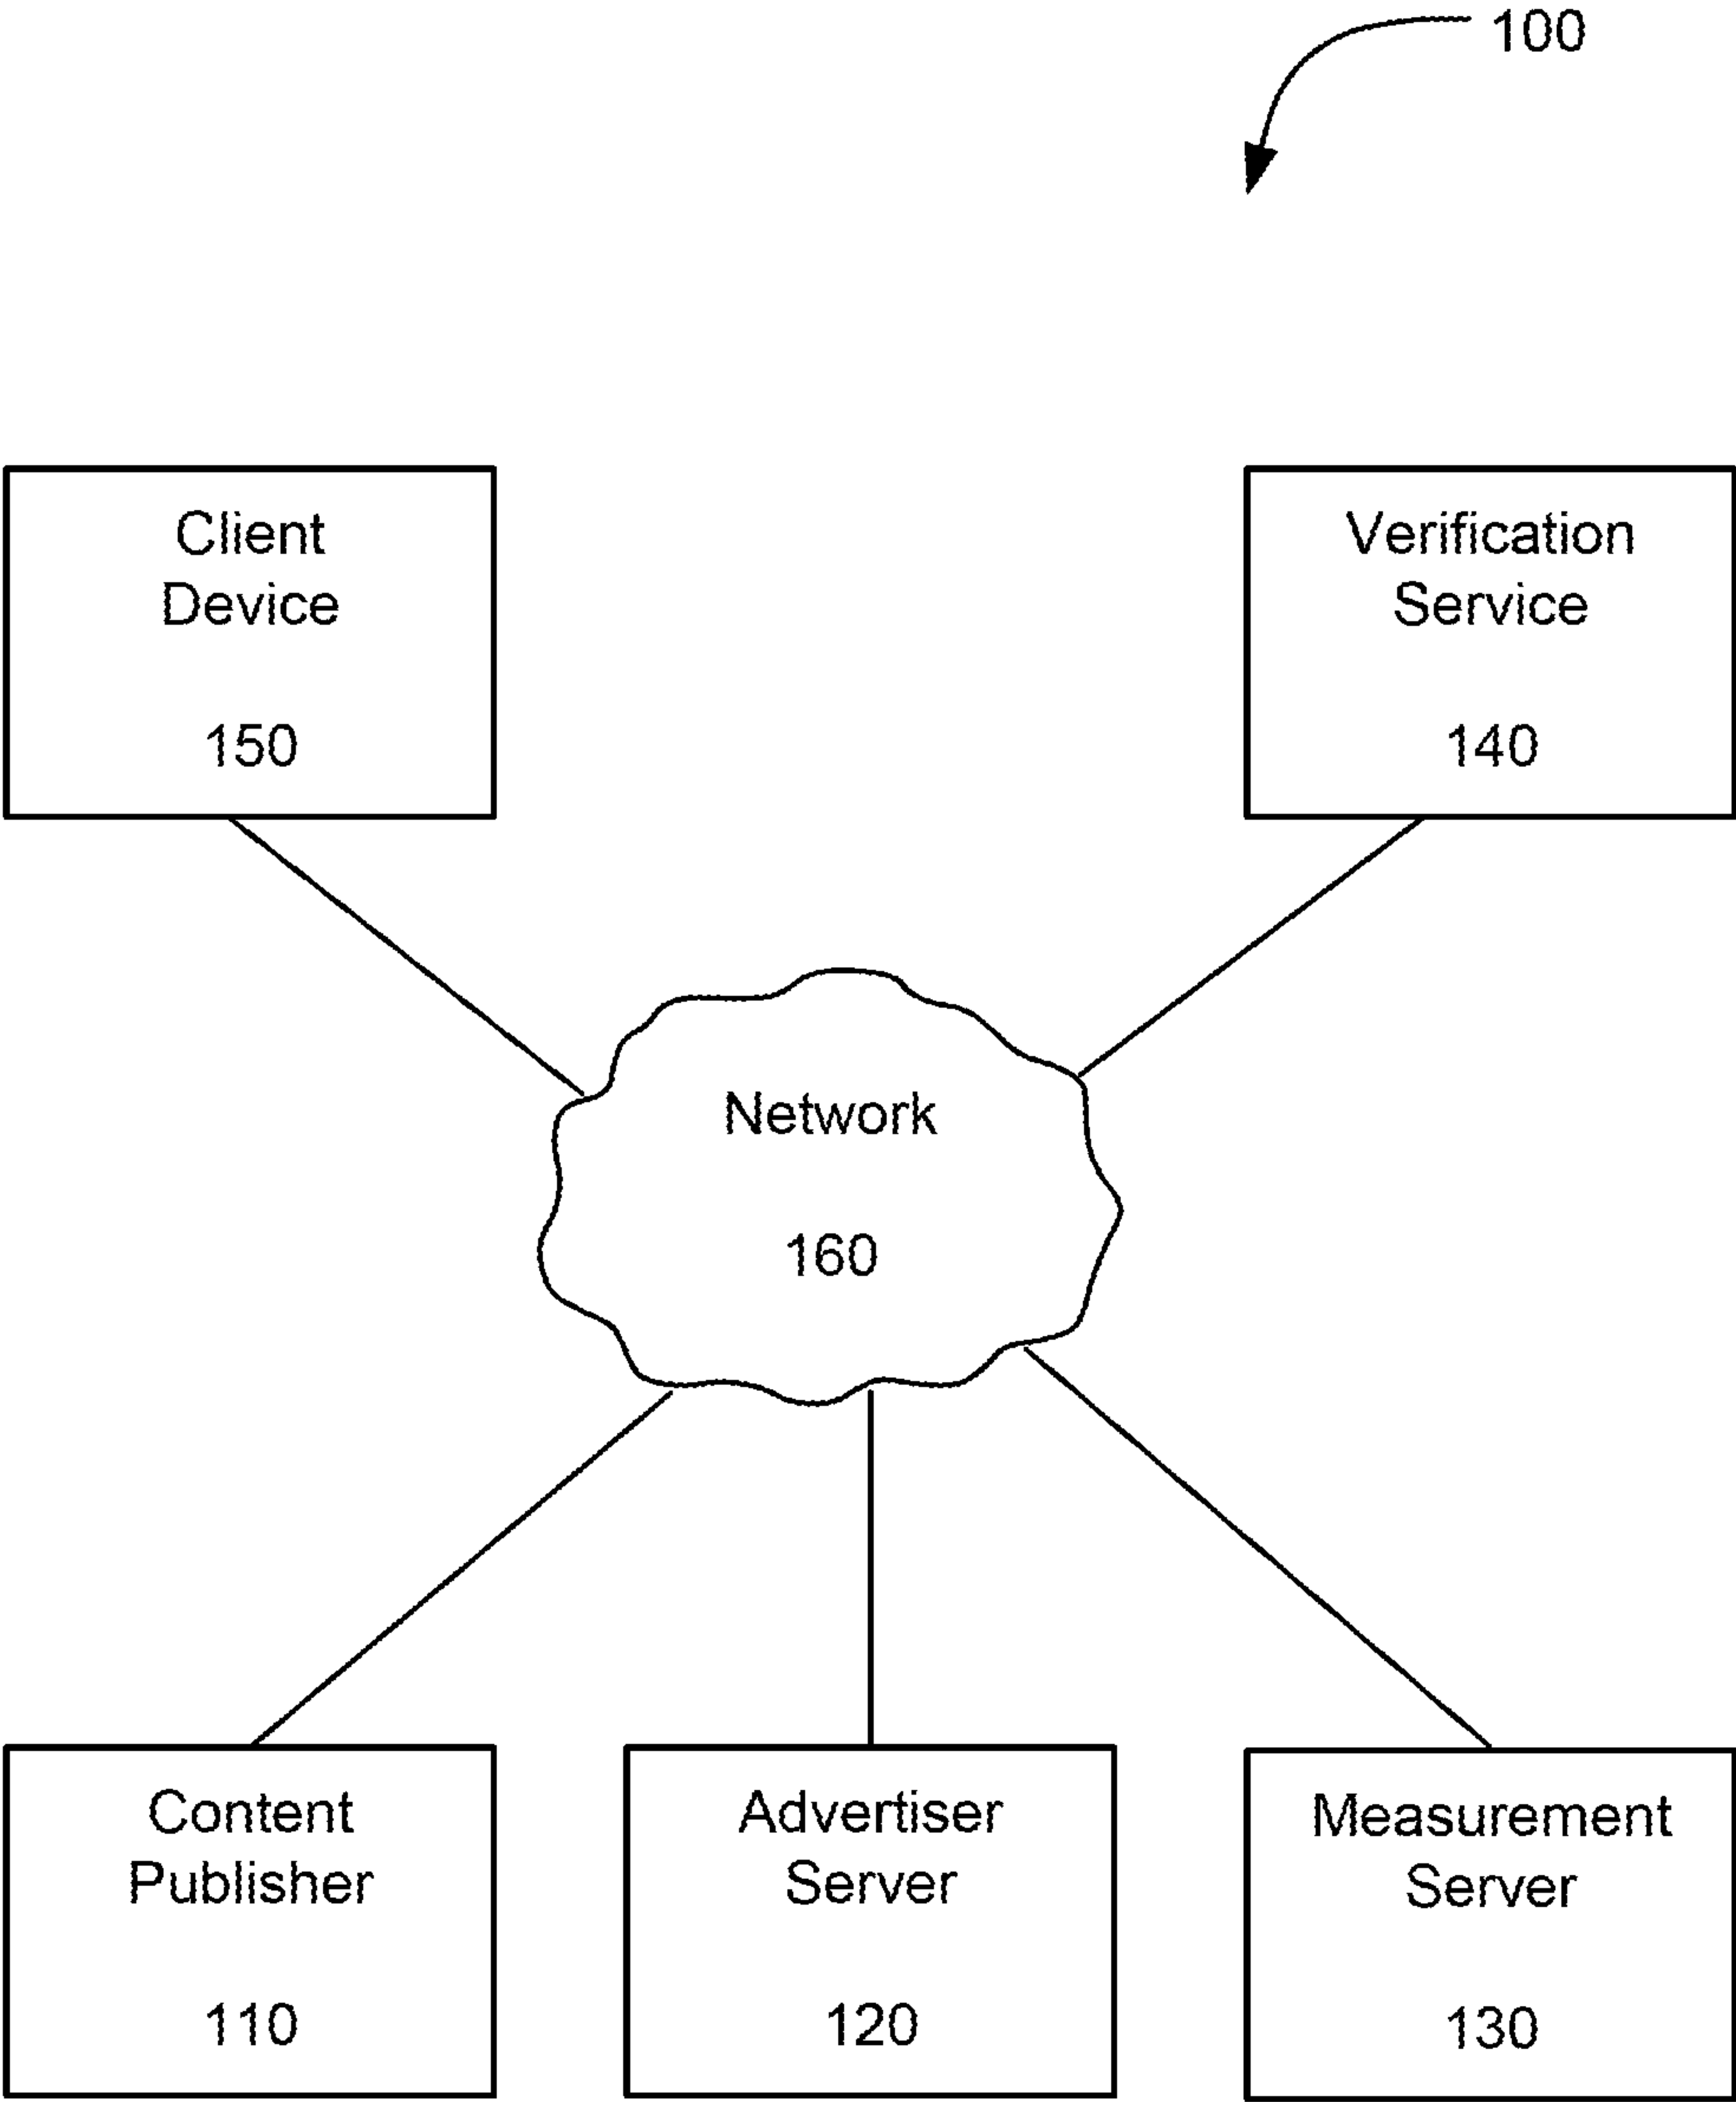 100
Client
Device
150
Verification
Service
140
Network
160
Content
Publisher
110
Advertiser
Server
120
Measurement
Server
130